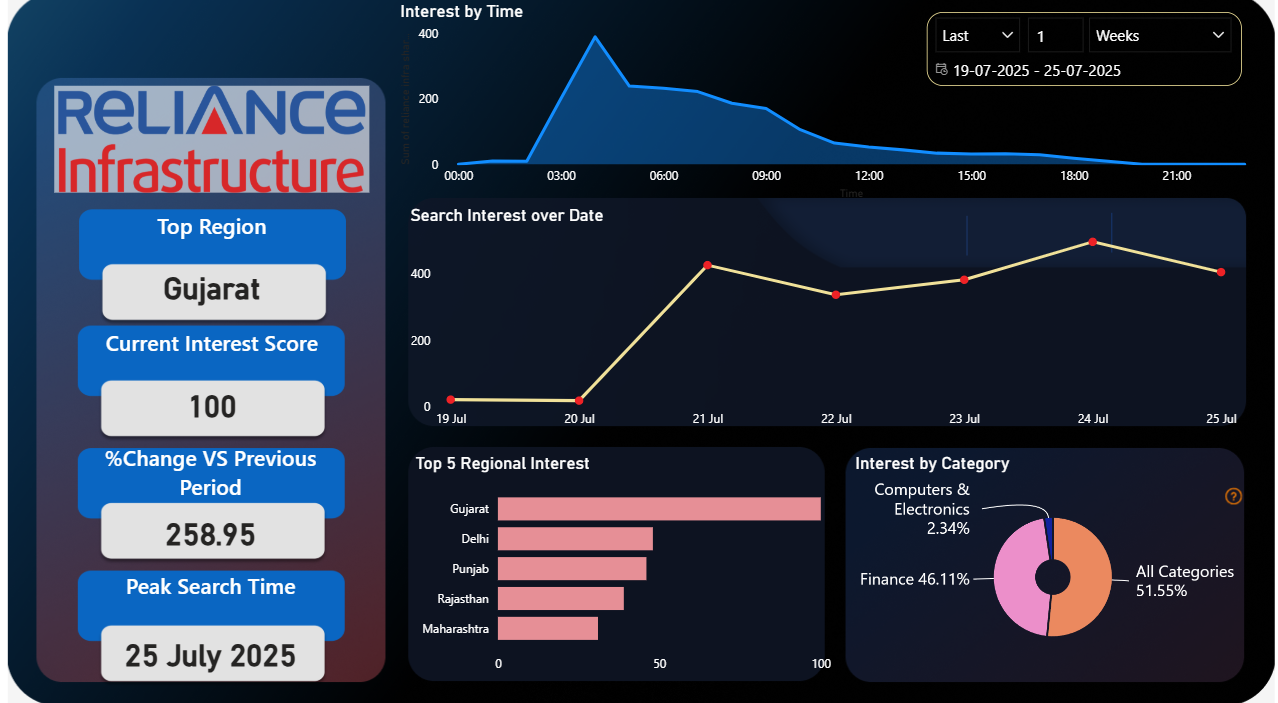 Interest by Time
400
200
0
Sum of reliance infra shar
00:00 03:00 06:00 09:00 12:00 15:00 18:00 21:00
Time
Last 1 Weeks
19-07-2025 - 25-07-2025
RELIANCE
Infrastructure
Top Region
Gujarat
Current Interest Score
100
%Change VS Previous
Period
258.95
Peak Search Time
25 July 2025
Search Interest over Date
400
200
0
19 Jul 20 Jul 21 Jul 22 Jul 23 Jul 24 Jul 25 Jul
Top 5 Regional Interest
Gujarat
Delhi
Punjab
Rajasthan
Maharashtra
0 50 100
Interest by Category
Computers &
Electronics
2.34%
Finance 46.11%
All Categories
51.55%
?